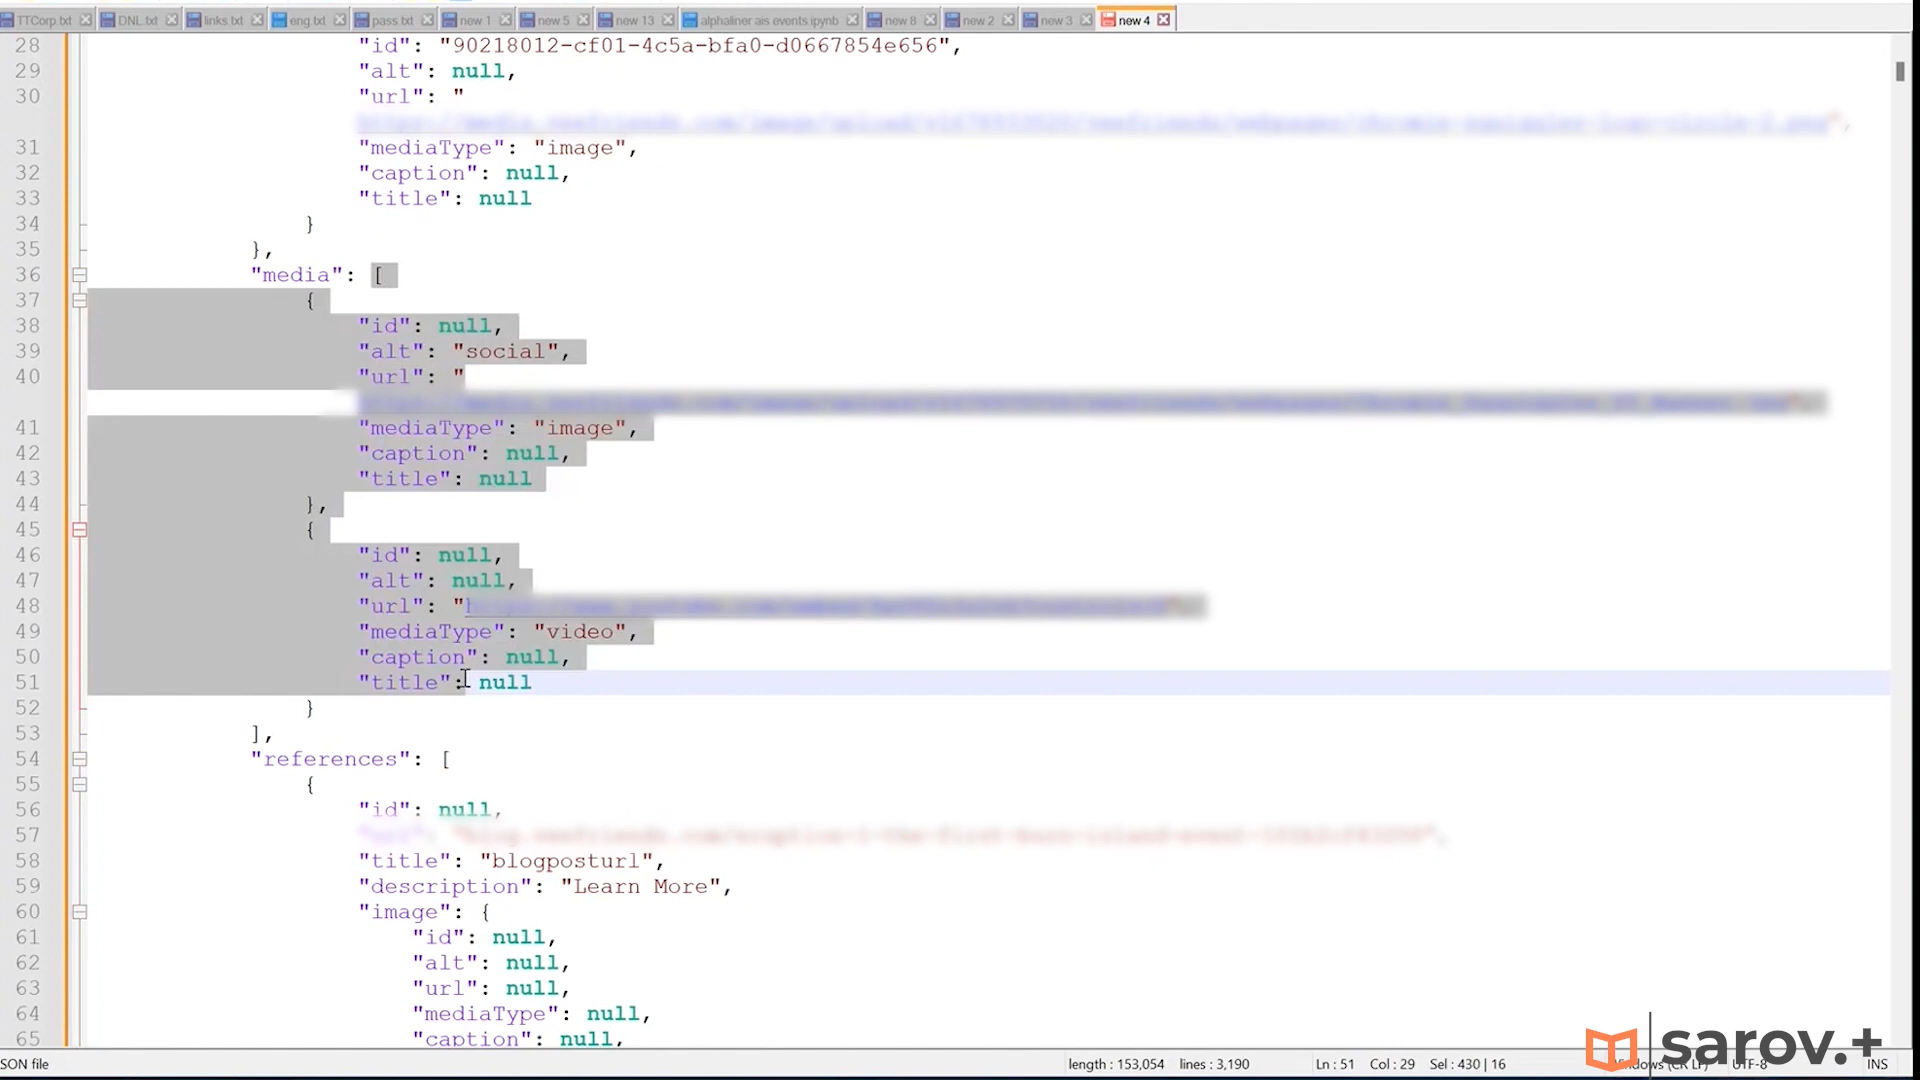 TTCorp.txt DNL.txt links.txt eng.txt pass.txt new 1 new 5 new 13 alphaliner ais events.ipynb new 8 new 2 new 3 new 4
28 "id": "90218012-cf01-4c5a-bfa0-d0667854e656",
29 "alt": null,
30 "url": "
31 "mediaType": "image",
32 "caption": null,
33 "title": null
34 }
35 },
36 "media": [
37 {
38 "id": null,
39 "alt": "social",
40 "url": "
41 "mediaType": "image",
42 "caption": null,
43 "title": null
44 },
45 {
46 "id": null,
47 "alt": null,
48 "url": "
49 "mediaType": "video",
50 "caption": null,
51 "title": null
52 }
53 ],
54 "references": [
55 {
56 "id": null,
57
58 "title": "blogposturl",
59 "description": "Learn More",
60 "image": {
61 "id": null,
62 "alt": null,
63 "url": null,
64 "mediaType": null,
65 "caption": null,
sarov.+
SON file length : 153,054 lines : 3,190 Ln : 51 Col : 29 Sel : 430 | 16 Windows (CR LF) UTF-8 INS